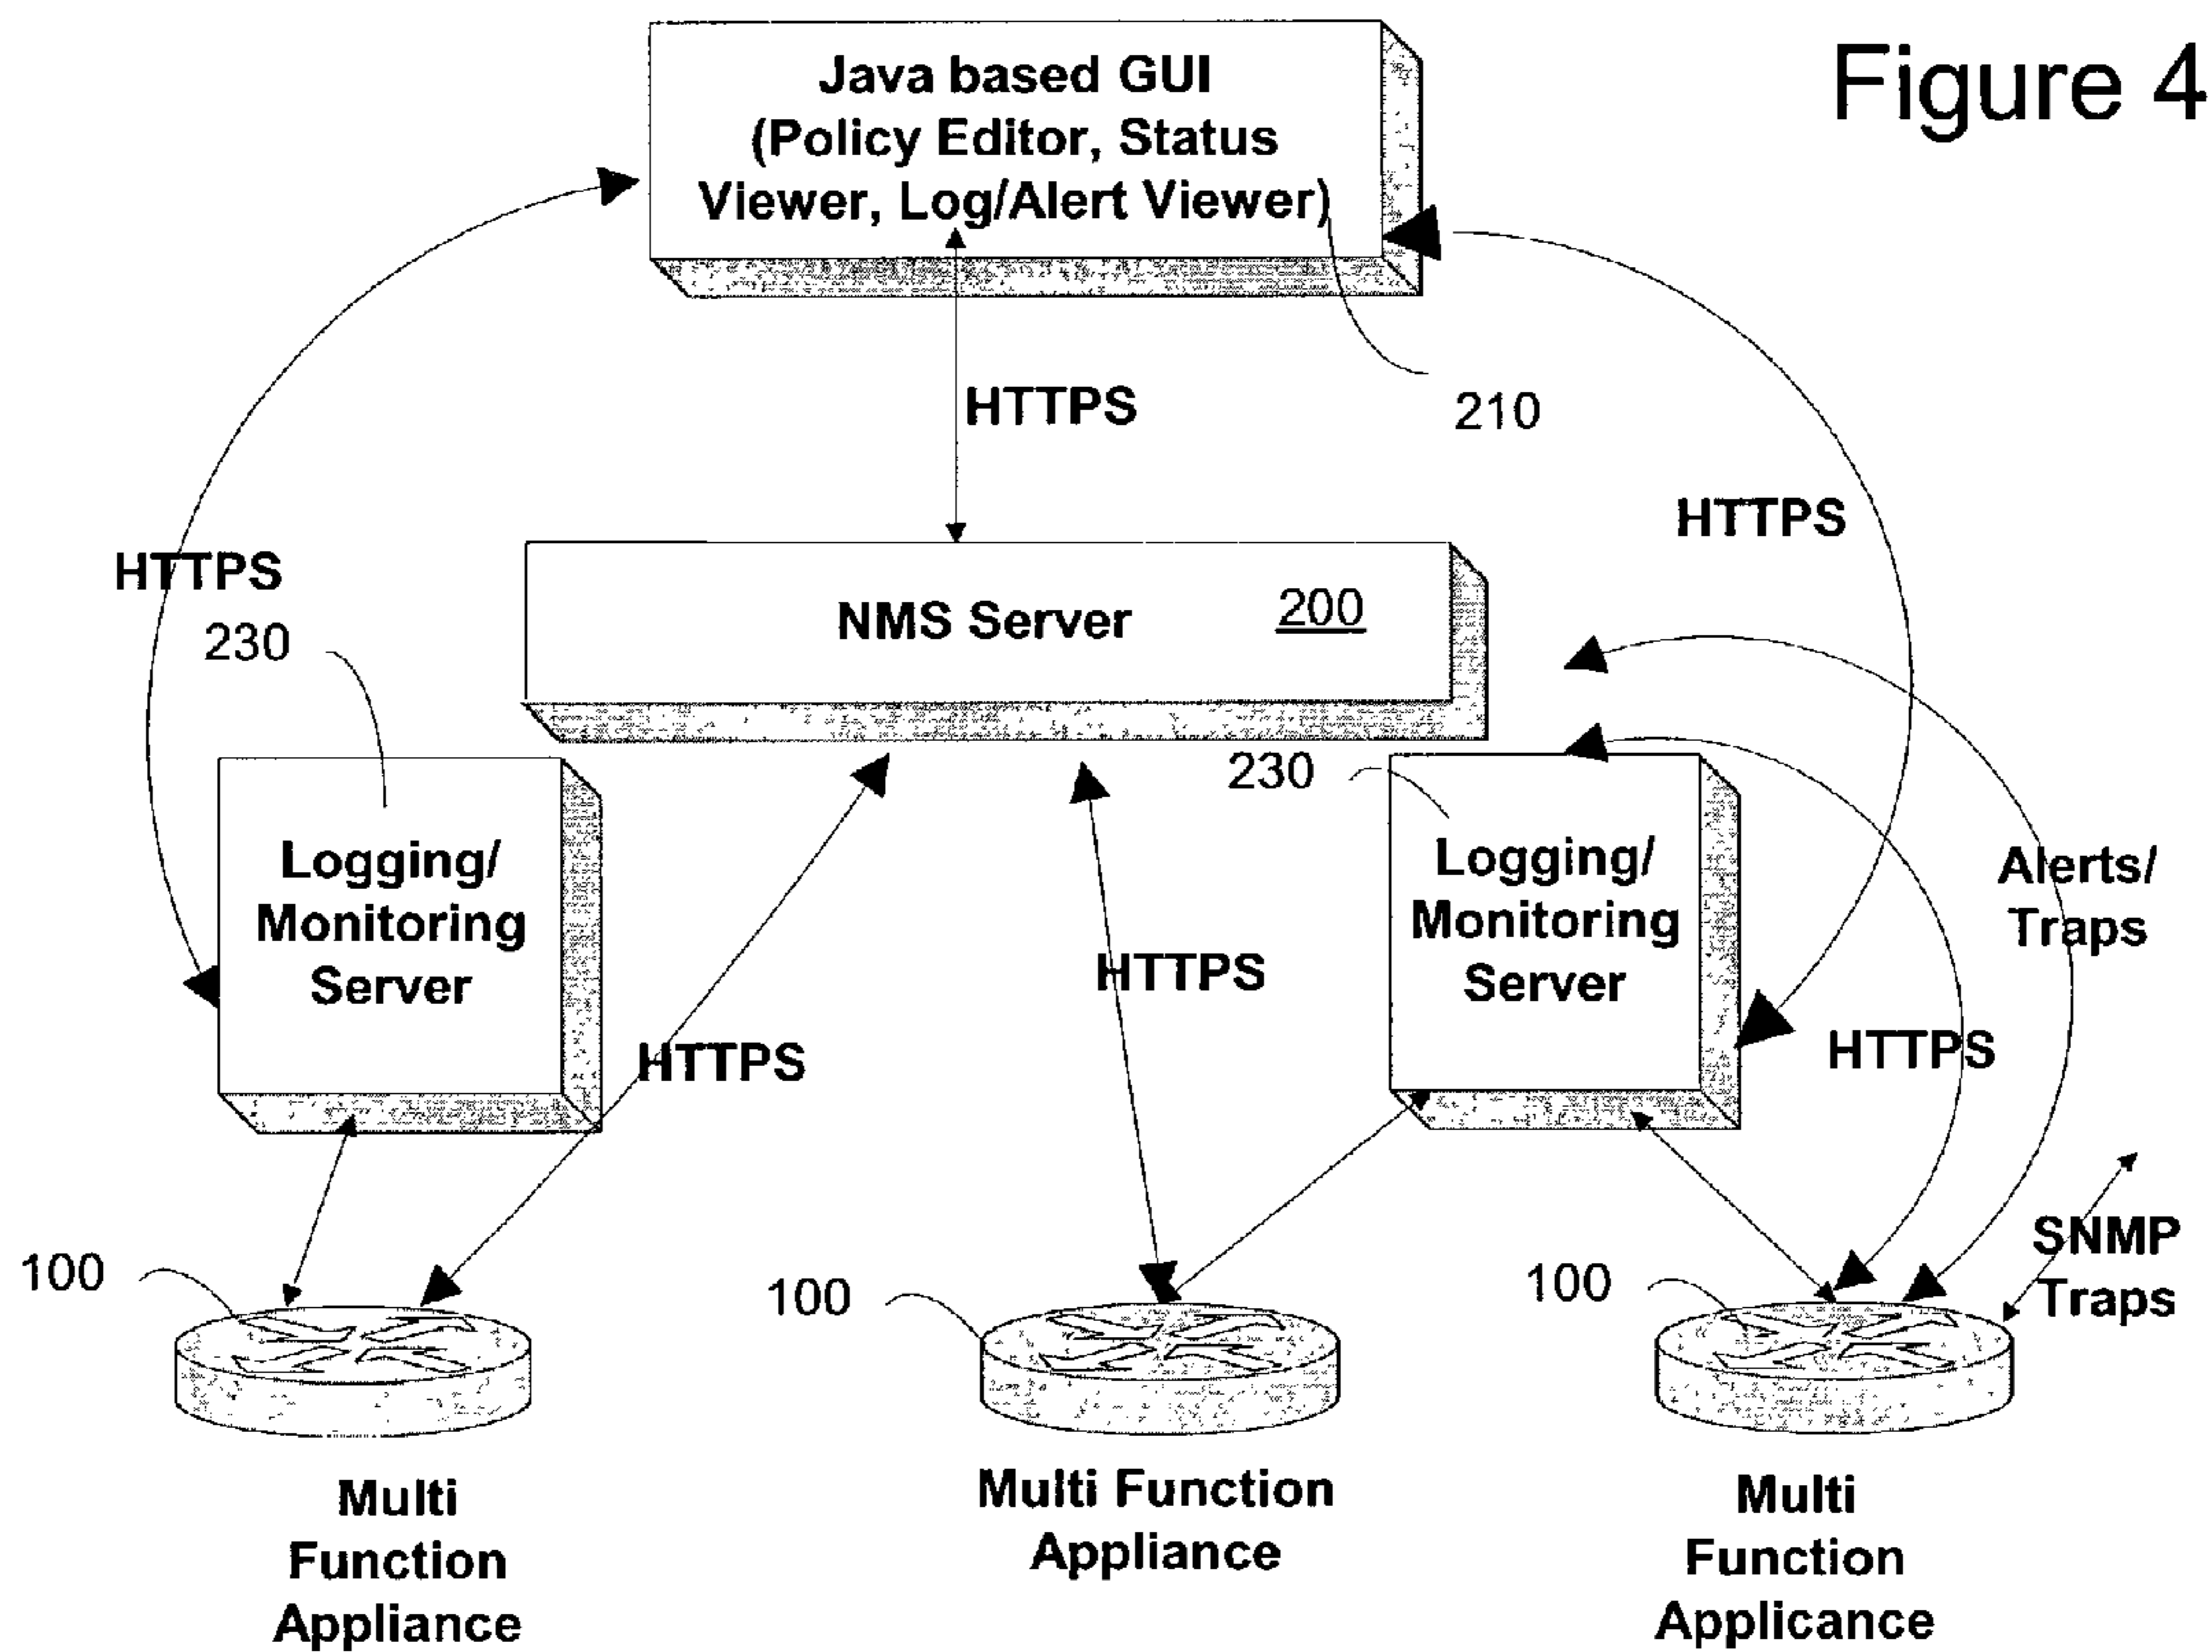 Figure 4
Java based GUI
(Policy Editor, Status
Viewer, Log/Alert Viewer)
HTTPS
210
HTTPS
HTTPS
230
NMS Server 200
230
Logging/
Monitoring
Server
Logging/
Monitoring
Server
Alerts/
Traps
HTTPS
HTTPS
HTTPS
SNMP
Traps
100
100
100
Multi
Function
Appliance
Multi Function
Appliance
Multi
Function
Applicance